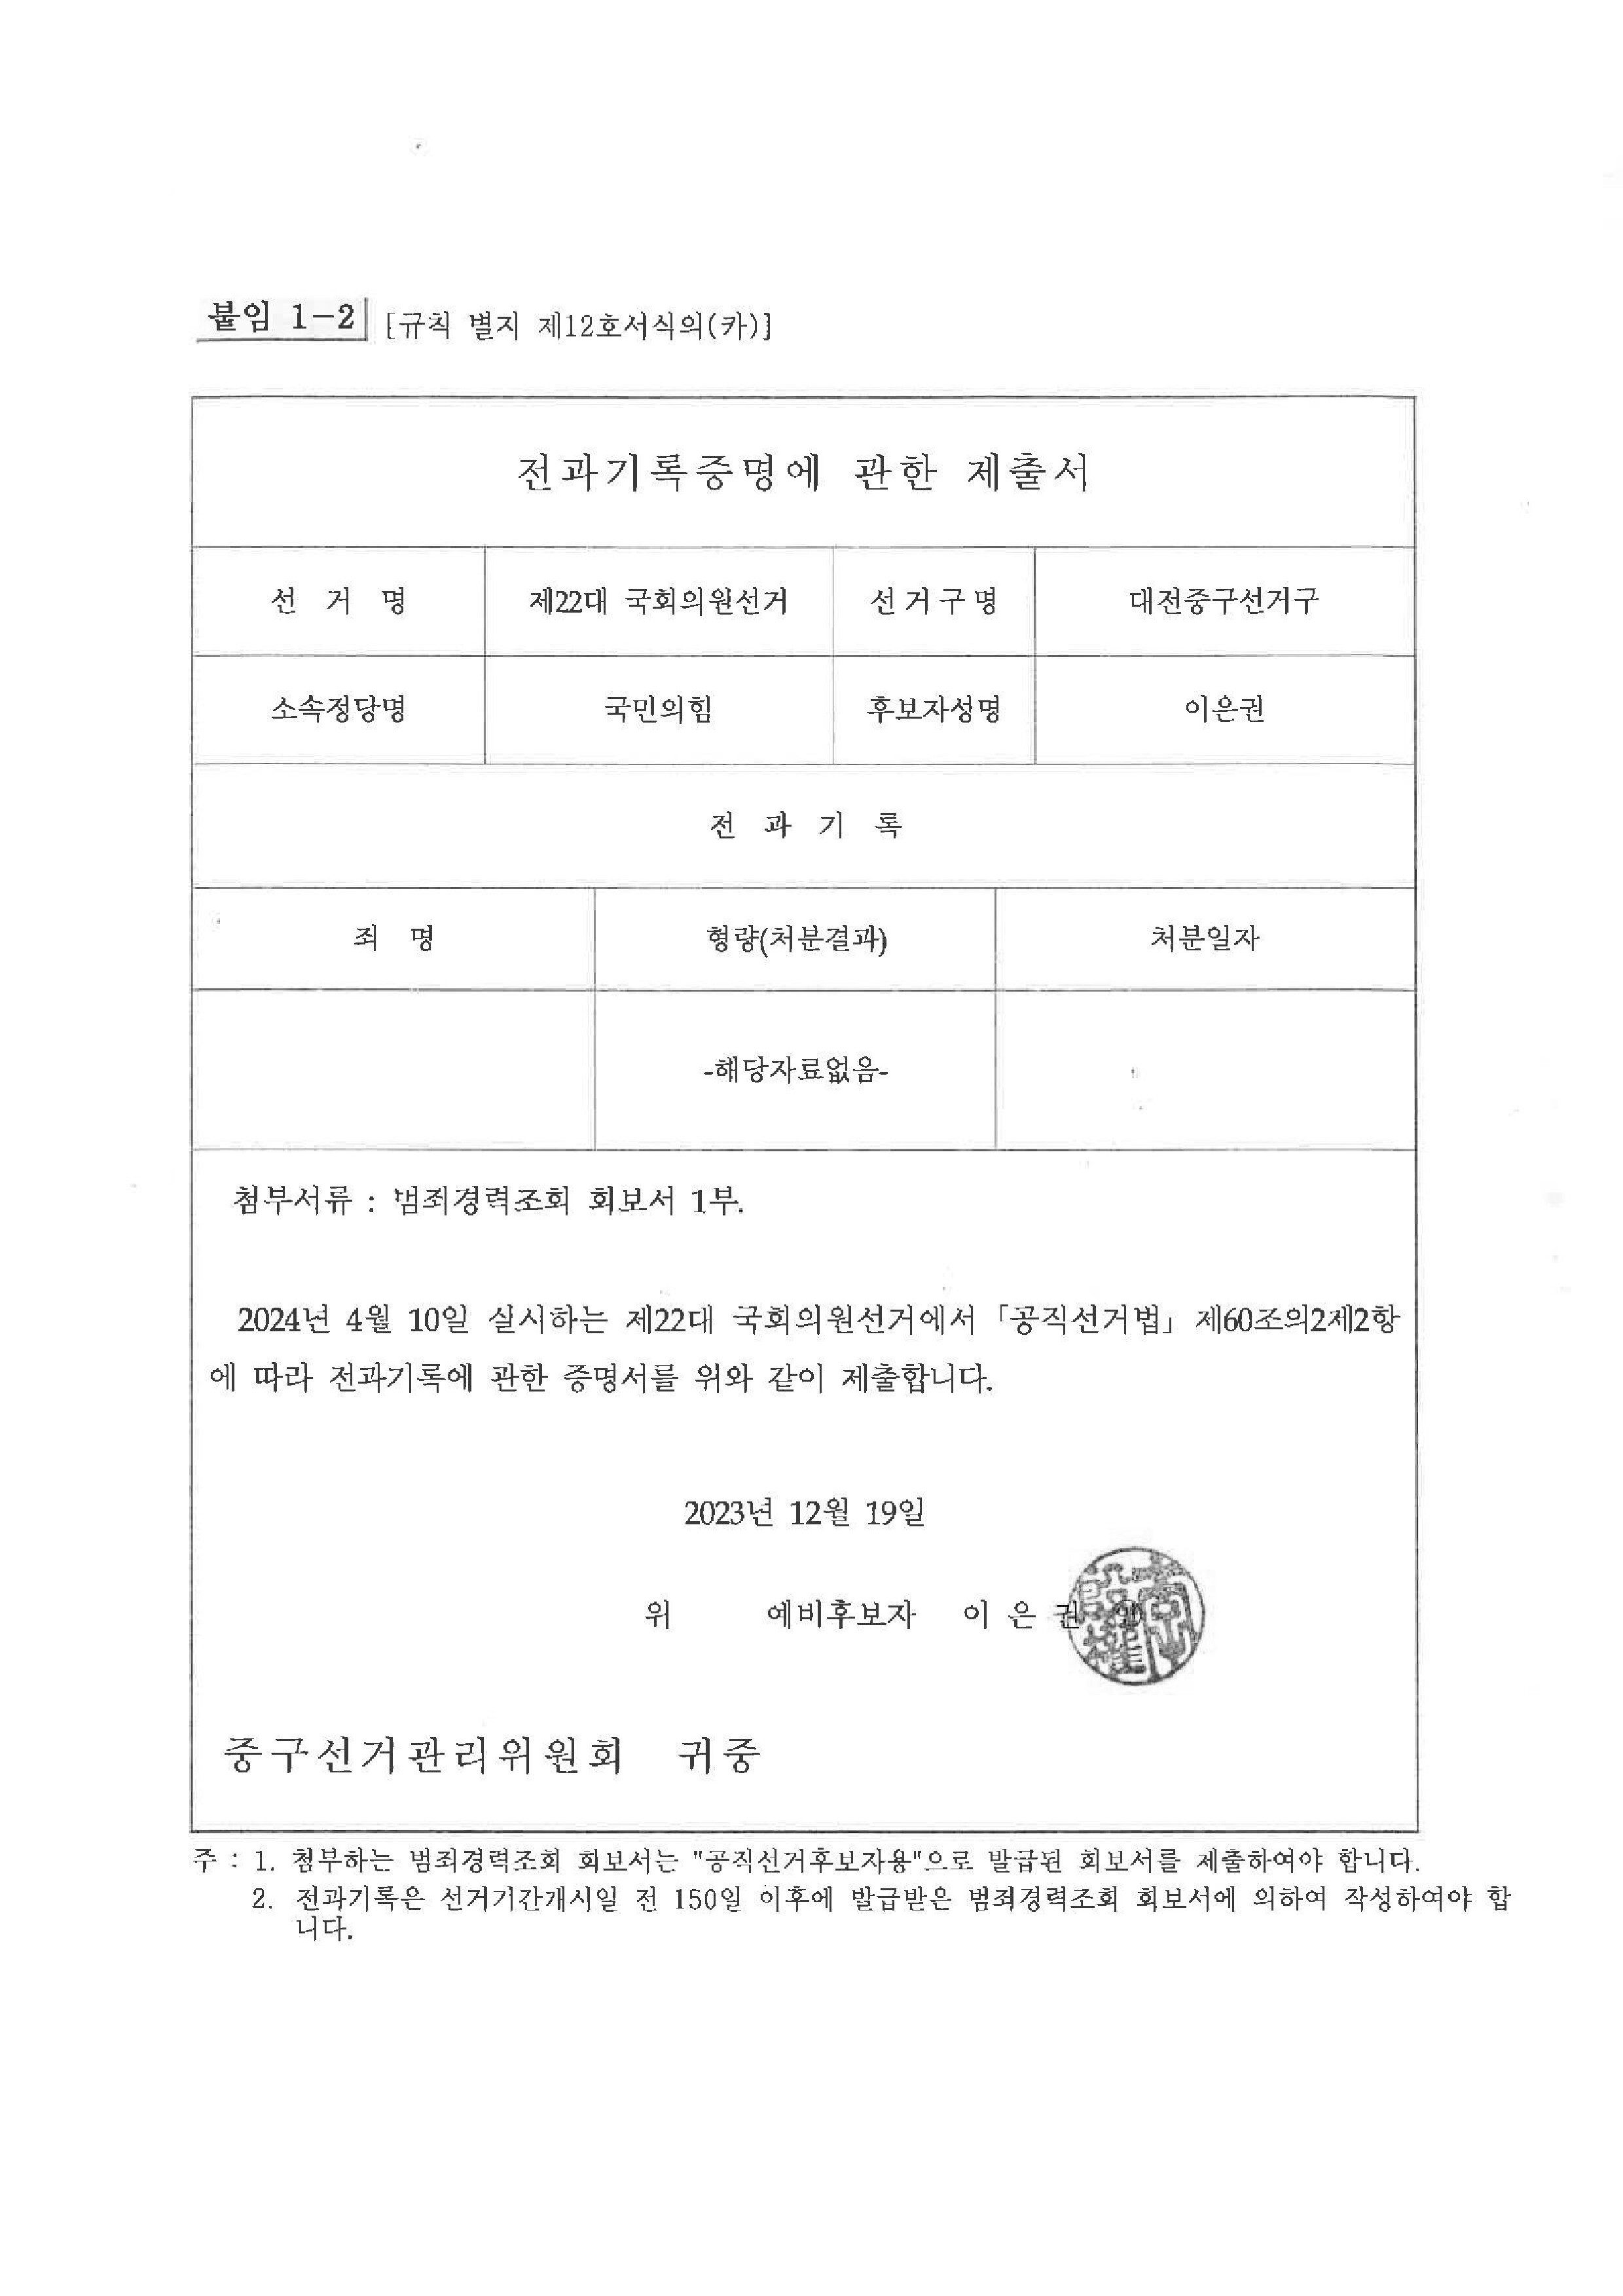 붙임 1-2 [규칙 별지 제12호서식의(카)]
전과기록증명에 관한 제출서
선 거 명 제22대 국회의원선거 선거구명 대전중구선거구
소속정당명 국민의힘 후보자성명 이은권
전 과 기 록
죄 명 형량(처분결과) 처분일자
-해당자료없음-
첨부서류 : 범죄경력조회 회보서 1부.
2024년 4월 10일 실시하는 제22대 국회의원선거에서 「공직선거법」 제60조의2제2항
에 따라 전과기록에 관한 증명서를 위와 같이 제출합니다.
2023년 12월 19일
위 예비후보자 이 은 권 ㊞
중구선거관리위원회 귀중
주 : 1. 첨부하는 범죄경력조회 회보서는 "공직선거후보자용"으로 발급된 회보서를 제출하여야 합니다.
2. 전과기록은 선거기간개시일 전 150일 이후에 발급받은 범죄경력조회 회보서에 의하여 작성하여야 합
니다.